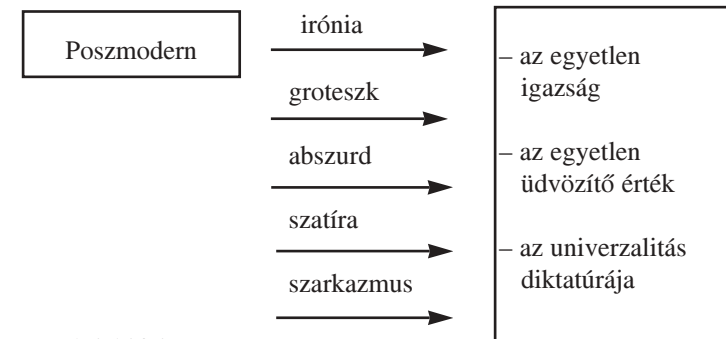 Poszmodern
irónia
groteszk
abszurd
szatíra
szarkazmus
– az egyetlen
igazság
– az egyetlen
üdvözítő érték
– az univerzalitás
diktatúrája